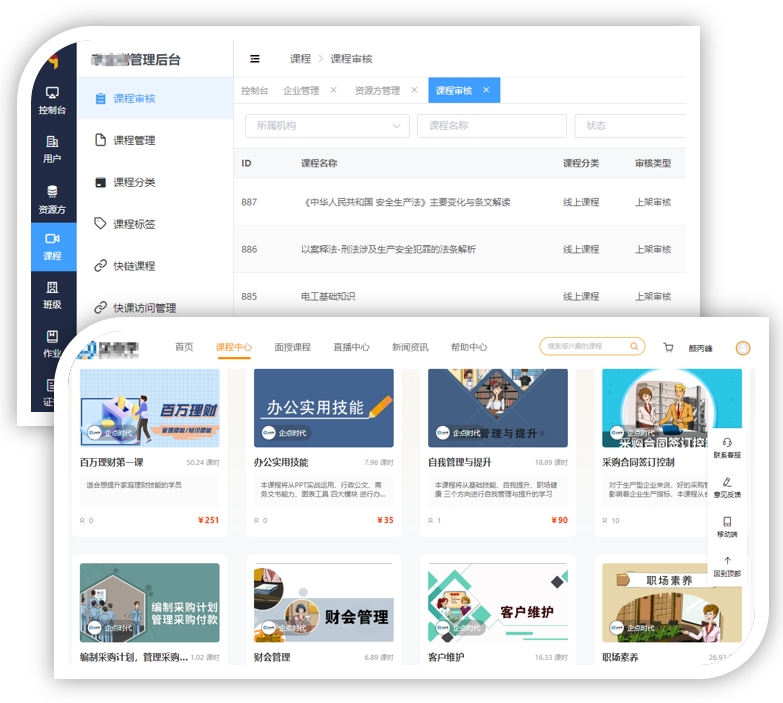 管理后台
课程 > 课程审核
控制台
企业管理 ×
资源方管理 ×
课程审核 ×
控制台
用户
资源方
课程
班级
作业
课程审核
课程管理
课程分类
课程标签
快链课程
快课访问管理
所属机构
课程名称
状态
ID 课程名称 课程分类 审核类型
887 《中华人民共和国 安全生产法》主要变化与条文解读 线上课程 上架审核
886 以案释法-刑法涉及生产安全犯罪的法条解析 线上课程 上架审核
885 电工基础知识 线上课程 上架审核
首页 课程中心 面授课程 直播中心 新闻资讯 帮助中心
搜索感兴趣的课程
颜丙峰
百万理财
企点时代
百万理财第一课 50.24 课时
适合想提升家庭理财技能的学员
0 ¥251
办公实用技能
企点时代
办公实用技能 7.96 课时
本课程将从PPT实战运用、行政公文、商
务文书能力、图表工具 四大模块 进行办...
0 ¥35
管理与提升
企点时代
自我管理与提升 18.89 课时
本课程将从基础技能、自我提升、职场健
康 三个方向进行自我管理与提升的学习
1 ¥90
企点时代
采购合同签订控
采购合同签订控制
对于生产型企业来说，好的采购
影响着企业生产指标，本课程从
10
联系客服
意见反馈
移动端
回到顶部
编制采购计划
管理采购付款
企点时代
编制采购计划，管理采购... 1.02 课时
财会管理
企点时代
财会管理 6.89 课时
客户维护
企点时代
客户维护 16.33 课时
职场素养
企点时代
职场素养 26.93